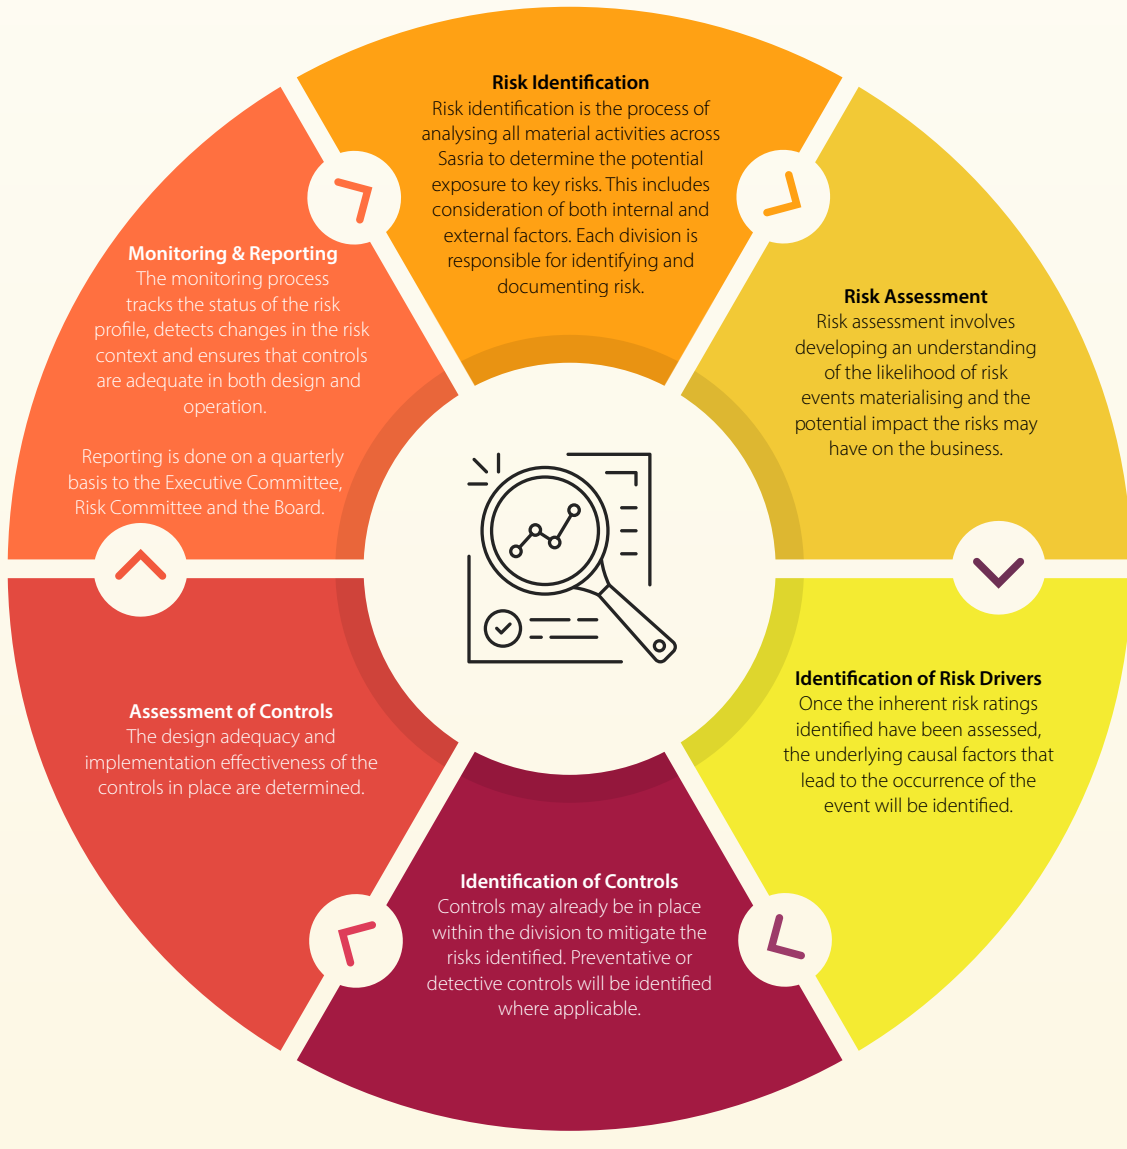 Risk Identification
Risk identification is the process of
analysing all material activities across
Sasria to determine the potential
exposure to key risks. This includes
consideration of both internal and
external factors. Each division is
responsible for identifying and
documenting risk.
Risk Assessment
Risk assessment involves
developing an understanding
of the likelihood of risk
events materialising and the
potential impact the risks may
have on the business.
Identification of Risk Drivers
Once the inherent risk ratings
identified have been assessed,
the underlying causal factors that
lead to the occurrence of the
event will be identified.
Identification of Controls
Controls may already be in place
within the division to mitigate the
risks identified. Preventative or
detective controls will be identified
where applicable.
Assessment of Controls
The design adequacy and
implementation effectiveness of the
controls in place are determined.
Monitoring & Reporting
The monitoring process
tracks the status of the risk
profile, detects changes in the risk
context and ensures that controls
are adequate in both design and
operation.
Reporting is done on a quarterly
basis to the Executive Committee,
Risk Committee and the Board.